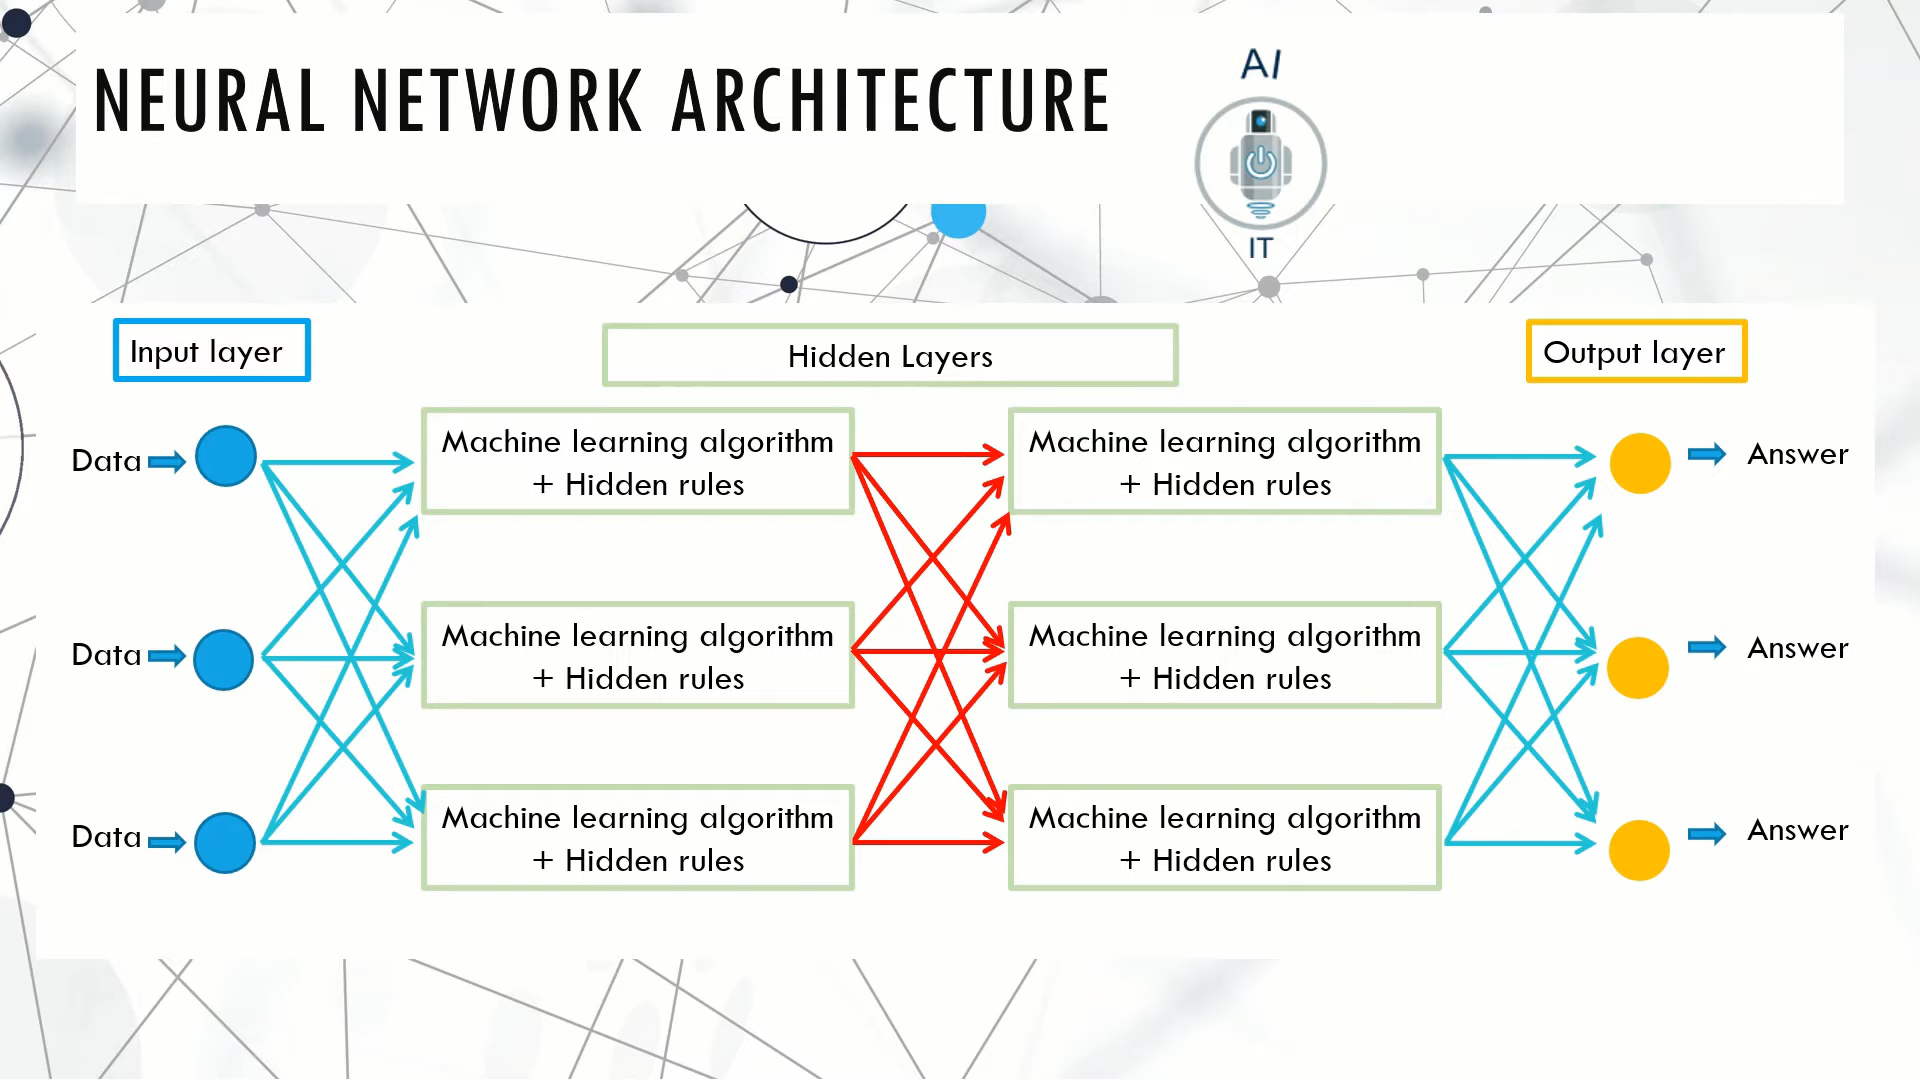 NEURAL NETWORK ARCHITECTURE
AI
IT
Input layer
Hidden Layers
Output layer
Data
Machine learning algorithm
+ Hidden rules
Machine learning algorithm
+ Hidden rules
Answer
Data
Machine learning algorithm
+ Hidden rules
Machine learning algorithm
+ Hidden rules
Answer
Data
Machine learning algorithm
+ Hidden rules
Machine learning algorithm
+ Hidden rules
Answer